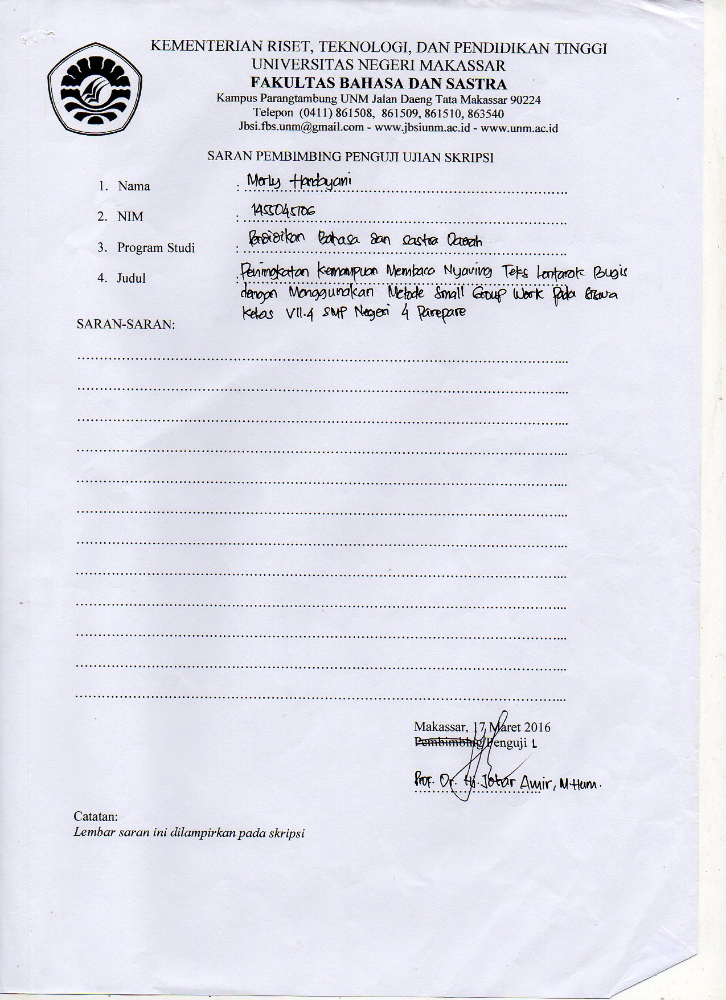 KEMENTERIAN RISET, TEKNOLOGI, DAN PENDIDIKAN TINGGI
UNIVERSITAS NEGERI MAKASSAR
FAKULTAS BAHASA DAN SASTRA
Kampus Parangtambung UNM Jalan Daeng Tata Makassar 90224
Telepon (0411) 861508, 861509, 861510, 863540
Jbsi.fbs.unm@gmail.com - www.jbsiunm.ac.id - www.unm.ac.id
SARAN PEMBIMBING PENGUJI UJIAN SKRIPSI
1. Nama : Merly Handayani
2. NIM : 1455045706
3. Program Studi : Pendidikan Bahasa dan Sastra Daerah
4. Judul : Peningkatan Kemampuan Membaca Nyaring Teks Lontarak Bugis
dengan Menggunakan Metode Small Group Work Pada Siswa
Kelas VII.4 SMP Negeri 4 Parepare
SARAN-SARAN:
Makassar, 17 Maret 2016
Pembimbing/Penguji 1
Prof. Dr. Hj. Johar Amir, M.Hum.
Catatan:
Lembar saran ini dilampirkan pada skripsi